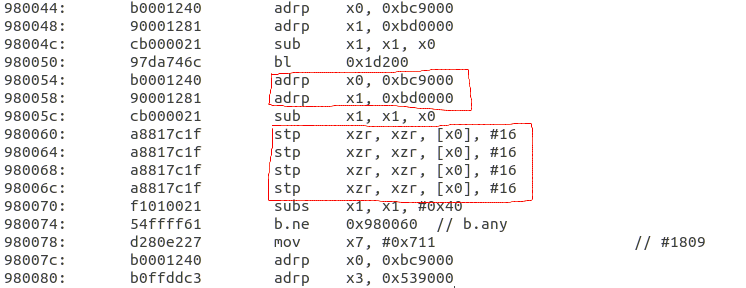 980044: b0001240 adrp x0, 0xbc9000
980048: 90001281 adrp x1, 0xbd0000
98004c: cb000021 sub x1, x1, x0
980050: 97da746c bl 0x1d200
980054: b0001240 adrp x0, 0xbc9000
980058: 90001281 adrp x1, 0xbd0000
98005c: cb000021 sub x1, x1, x0
980060: a8817c1f stp xzr, xzr, [x0], #16
980064: a8817c1f stp xzr, xzr, [x0], #16
980068: a8817c1f stp xzr, xzr, [x0], #16
98006c: a8817c1f stp xzr, xzr, [x0], #16
980070: f1010021 subs x1, x1, #0x40
980074: 54ffff61 b.ne 0x980060 // b.any
980078: d280e227 mov x7, #0x711 // #1809
98007c: b0001240 adrp x0, 0xbc9000
980080: b0ffddc3 adrp x3, 0x539000